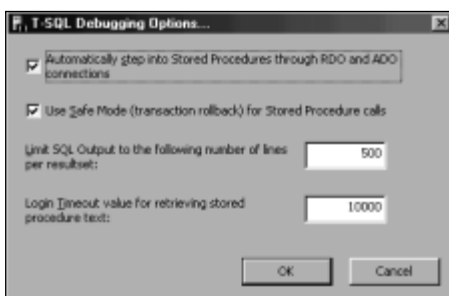 T-SQL Debugging Options...
Automatically step into Stored Procedures through RDO and ADO
connections
Use Safe Mode (transaction rollback) for Stored Procedure calls
Limit SQL Output to the following number of lines
per resultset:
500
Login Timeout value for retrieving stored
procedure text:
10000
OK
Cancel